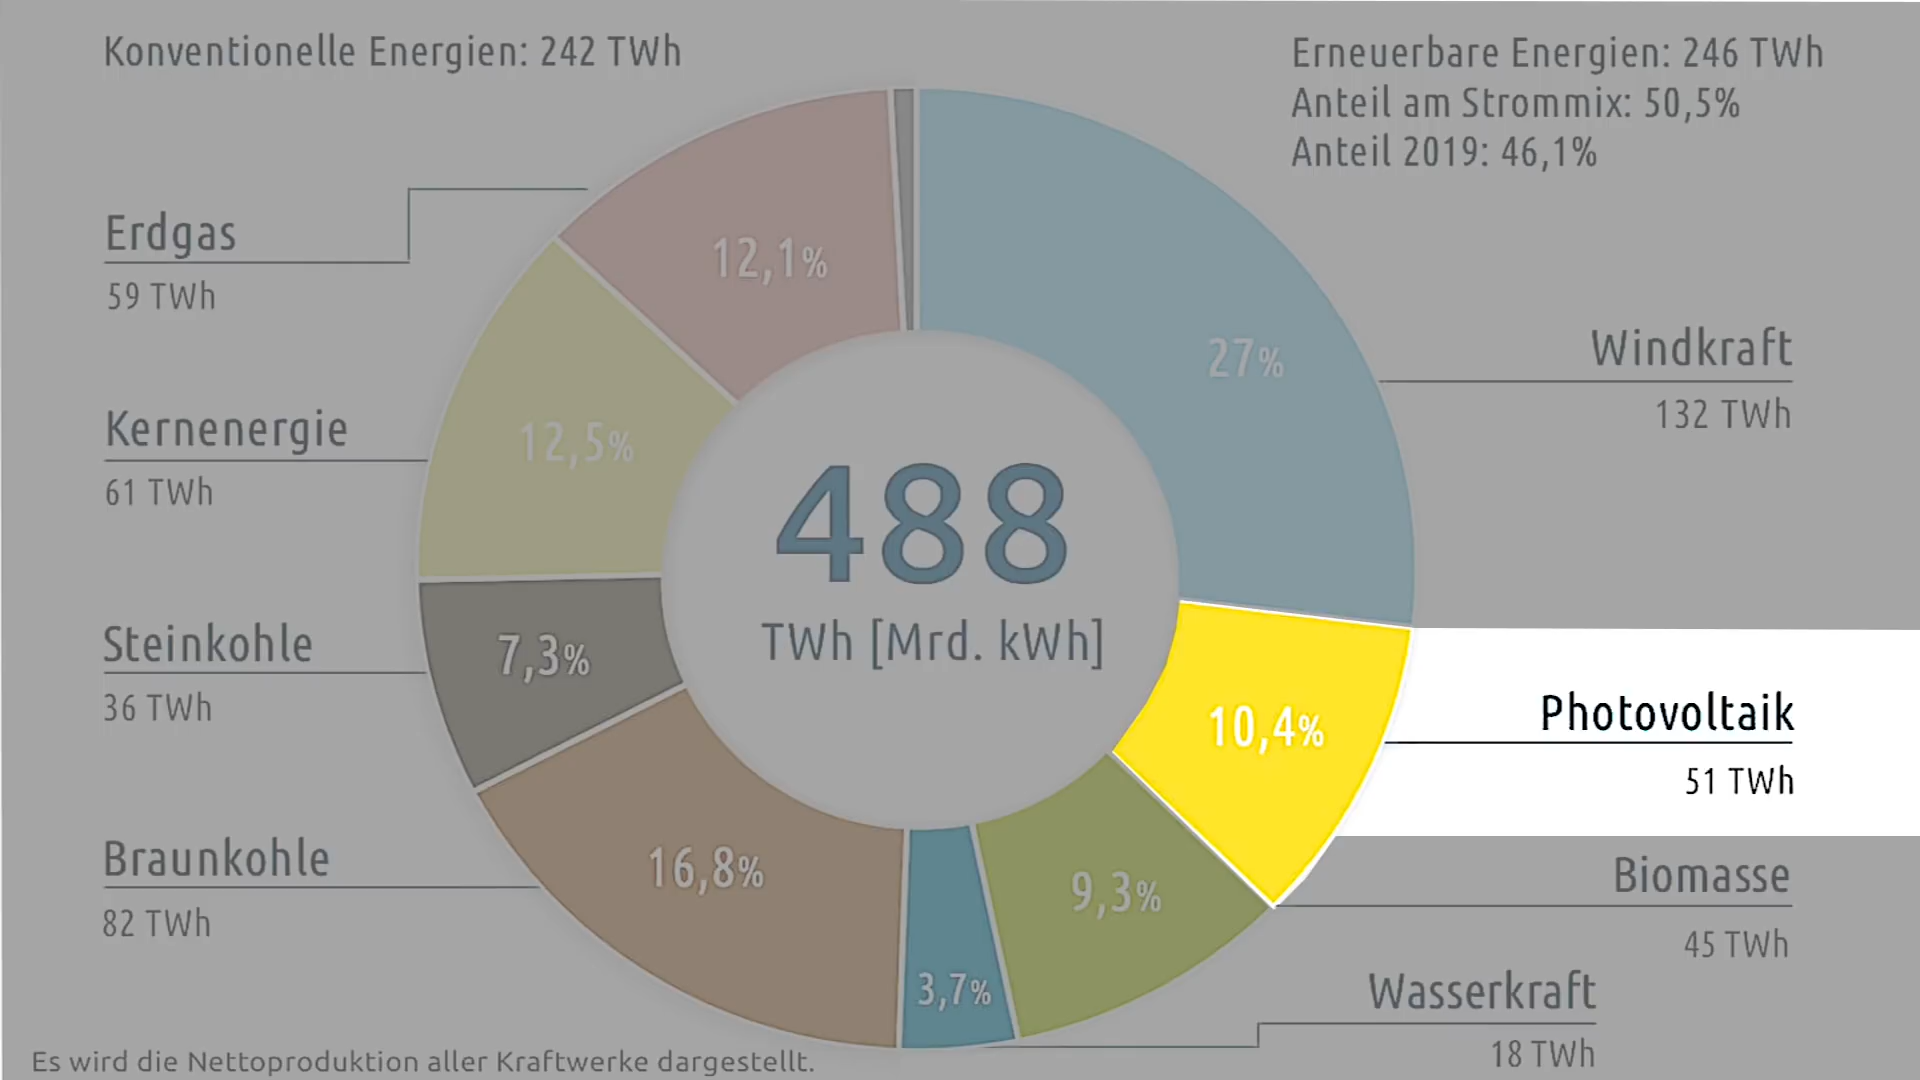 Konventionelle Energien: 242 TWh
Erneuerbare Energien: 246 TWh
Anteil am Strommix: 50,5%
Anteil 2019: 46,1%
Erdgas
59 TWh
12,1%
Kernenergie
61 TWh
12,5%
Steinkohle
36 TWh
7,3%
Braunkohle
82 TWh
16,8%
488
TWh [Mrd. kWh]
27%
Windkraft
132 TWh
10,4%
Photovoltaik
51 TWh
9,3%
Biomasse
45 TWh
3,7%
Wasserkraft
18 TWh
Es wird die Nettoproduktion aller Kraftwerke dargestellt.